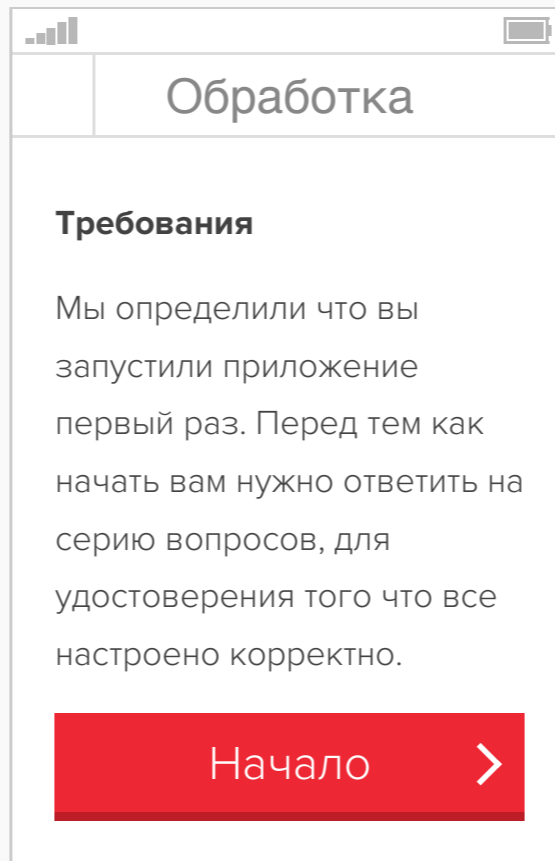 Обработка
Требования
Мы определили что вы
запустили приложение
первый раз. Перед тем как
начать вам нужно ответить на
серию вопросов, для
удостоверения того что все
настроено корректно.
Начало